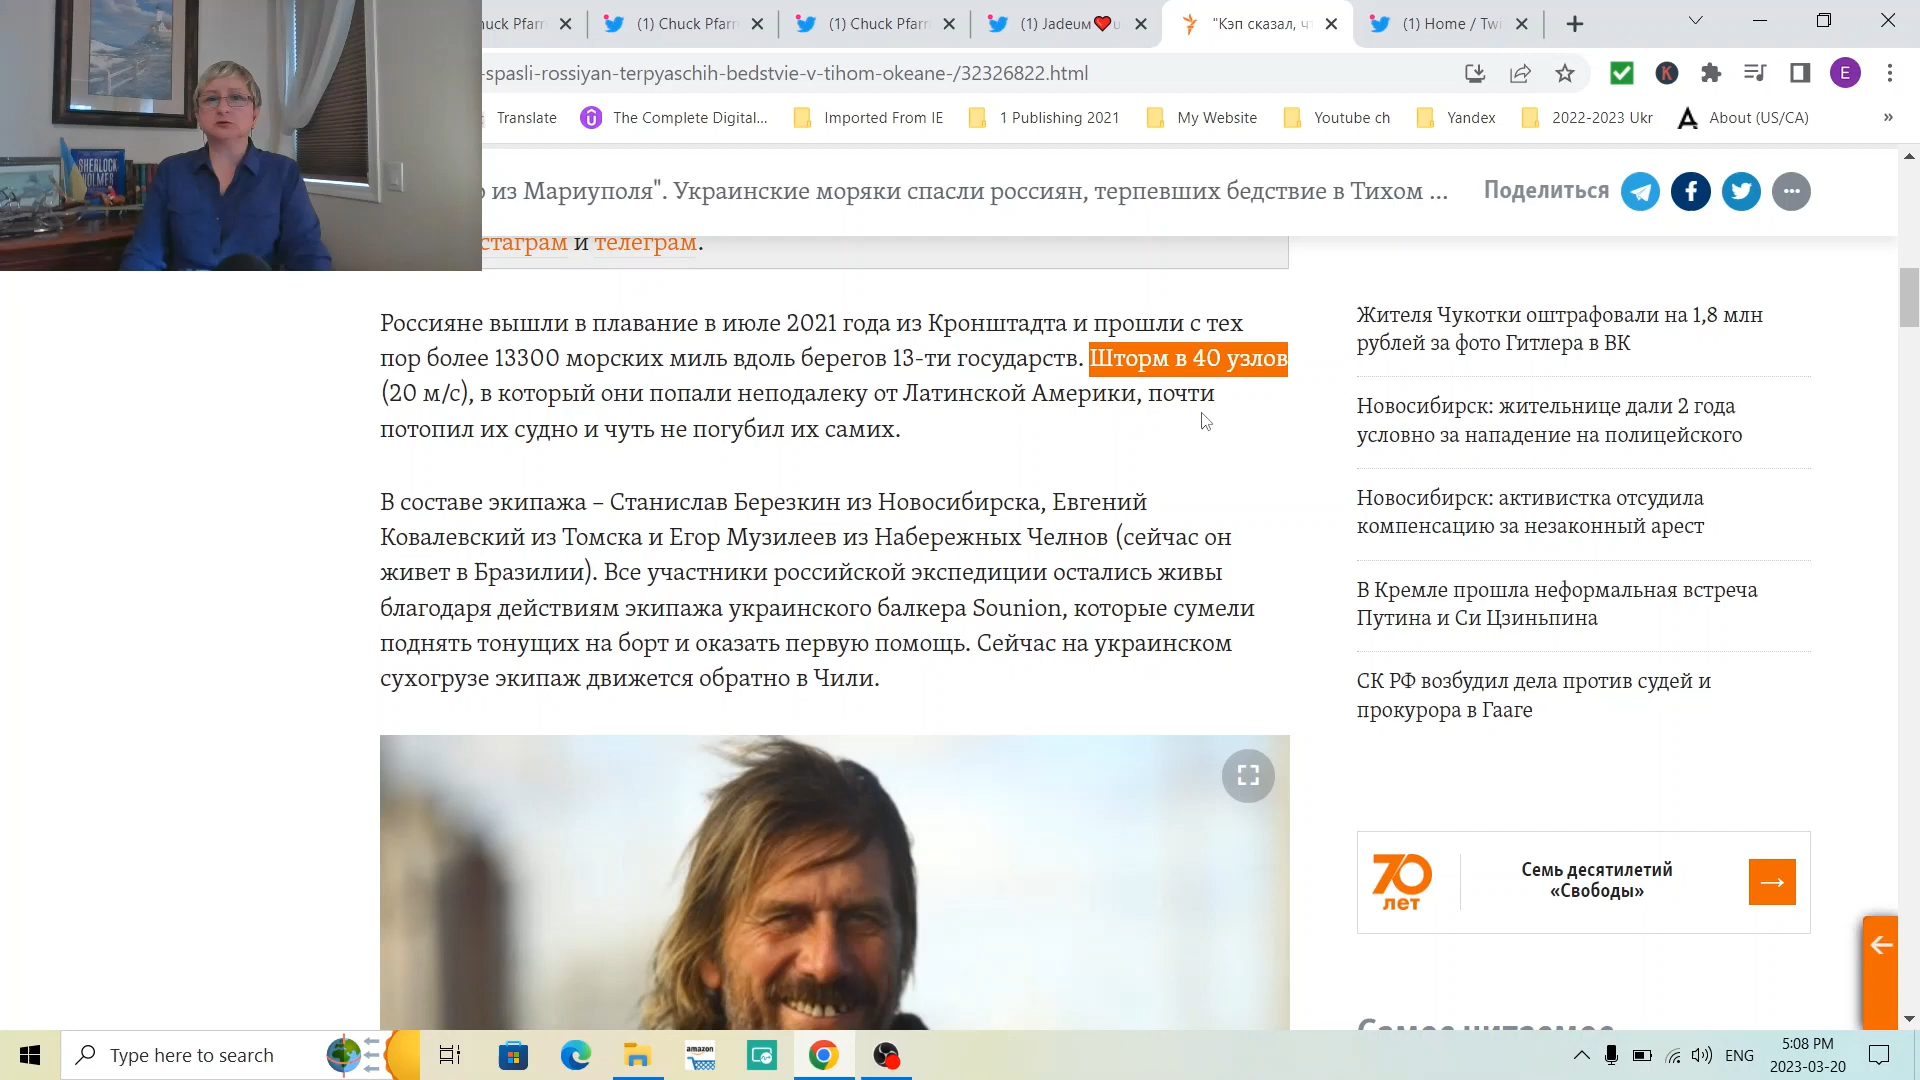 huck Pfarr
(1) Chuck Pfarr
(1) Chuck Pfarr
(1) Jadeuм❤u
"Кэп сказал, чт
(1) Home / Twi
-spasli-rossiyan-terpyaschih-bedstvie-v-tihom-okeane-/32326822.html
E
K
Translate
The Complete Digital...
Imported From IE
1 Publishing 2021
My Website
Youtube ch
Yandex
2022-2023 Ukr
About (US/CA)
»
SHERLOCK
HOLMES
из Мариуполя". Украинские моряки спасли россиян, терпевших бедствие в Тихом ...
Поделиться
стаграм и телеграм.
Россияне вышли в плавание в июле 2021 года из Кронштадта и прошли с тех
пор более 13300 морских миль вдоль берегов 13-ти государств. Шторм в 40 узлов
(20 м/с), в который они попали неподалеку от Латинской Америки, почти
потопил их судно и чуть не погубил их самих.
В составе экипажа – Станислав Березкин из Новосибирска, Евгений
Ковалевский из Томска и Егор Музилеев из Набережных Челнов (сейчас он
живет в Бразилии). Все участники российской экспедиции остались живы
благодаря действиям экипажа украинского балкера Sounion, которые сумели
поднять тонущих на борт и оказать первую помощь. Сейчас на украинском
сухогрузе экипаж движется обратно в Чили.
Жителя Чукотки оштрафовали на 1,8 млн
рублей за фото Гитлера в ВК
Новосибирск: жительнице дали 2 года
условно за нападение на полицейского
Новосибирск: активистка отсудила
компенсацию за незаконный арест
В Кремле прошла неформальная встреча
Путина и Си Цзиньпина
СК РФ возбудил дела против судей и
прокурора в Гааге
70
лет
Семь десятилетий
«Свободы»
Самое читаемое
Type here to search
amazon
ENG
5:08 PM
2023-03-20